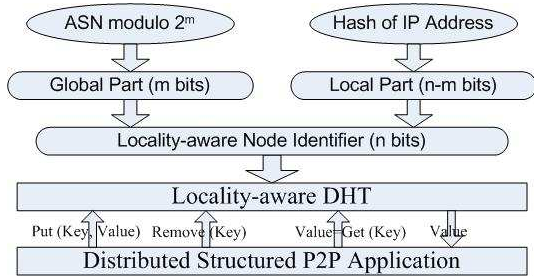 ASN modulo 2ᵐ
Hash of IP Address
Global Part (m bits)
Local Part (n-m bits)
Locality-aware Node Identifier (n bits)
Locality-aware DHT
Put (Key, Value)
Remove (Key)
Value=Get (Key)
Value
Distributed Structured P2P Application